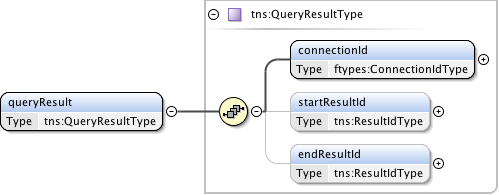 tns:QueryResultType
connectionId
Type ftypes:ConnectionIdType
queryResult
Type tns:QueryResultType
startResultId
Type tns:ResultIdType
endResultId
Type tns:ResultIdType